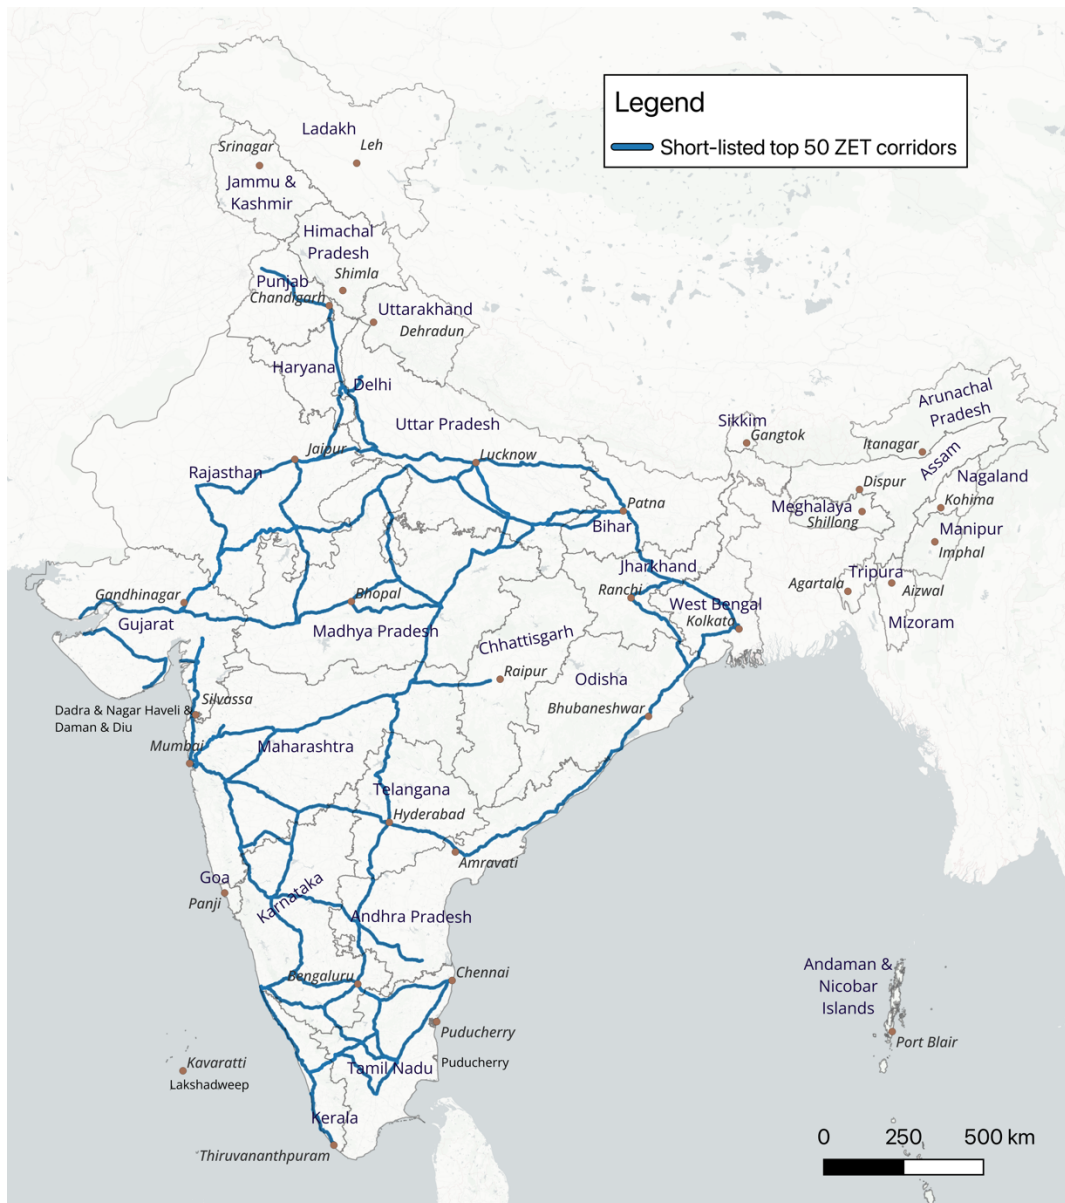 Legend
Short-listed top 50 ZET corridors
Ladakh
Leh
Srinagar
Jammu &
Kashmir
Himachal
Pradesh
Shimla
Punjab
Chandigarh
Uttarakhand
Dehradun
Haryana
Delhi
Uttar Pradesh
Arunachal
Pradesh
Sikkim
Gangtok
Itanagar
Assam
Jaipur
Lucknow
Rajasthan
Nagaland
Dispur
Kohima
Meghalaya
Shillong
Patna
Bihar
Manipur
Imphal
Jharkhand
Tripura
Agartala
Aizwal
Gandhinagar
Bhopal
Ranchi
West Bengal
Kolkata
Gujarat
Madhya Pradesh
Mizoram
Chhattisgarh
Raipur
Odisha
Silvassa
Dadra & Nagar Haveli &
Daman & Diu
Bhubaneshwar
Mumbai
Maharashtra
Telangana
Hyderabad
Amravati
Goa
Panji
Karnataka
Andhra Pradesh
Bengaluru
Chennai
Andaman &
Nicobar
Islands
Port Blair
Puducherry
Puducherry
Kavaratti
Lakshadweep
Tamil Nadu
Kerala
Thiruvananthpuram
0 250 500 km